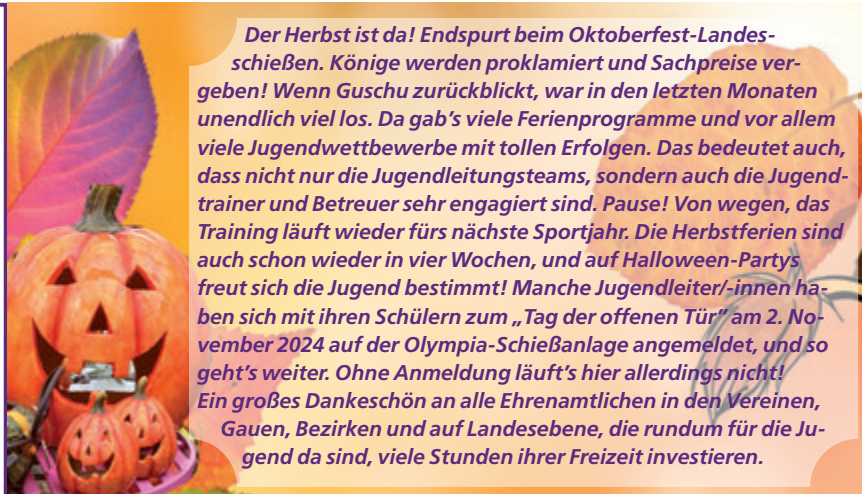 Der Herbst ist da! Endspurt beim Oktoberfest-Landes-
schießen. Könige werden proklamiert und Sachpreise ver-
geben! Wenn Guschu zurückblickt, war in den letzten Monaten
unendlich viel los. Da gab’s viele Ferienprogramme und vor allem
viele Jugendwettbewerbe mit tollen Erfolgen. Das bedeutet auch,
dass nicht nur die Jugendleitungsteams, sondern auch die Jugend-
trainer und Betreuer sehr engagiert sind. Pause! Von wegen, das
Training läuft wieder fürs nächste Sportjahr. Die Herbstferien sind
auch schon wieder in vier Wochen, und auf Halloween-Partys
freut sich die Jugend bestimmt! Manche Jugendleiter/-innen ha-
ben sich mit ihren Schülern zum „Tag der offenen Tür“ am 2. No-
vember 2024 auf der Olympia-Schießanlage angemeldet, und so
geht’s weiter. Ohne Anmeldung läuft’s hier allerdings nicht!
Ein großes Dankeschön an alle Ehrenamtlichen in den Vereinen,
Gauen, Bezirken und auf Landesebene, die rundum für die Ju-
gend da sind, viele Stunden ihrer Freizeit investieren.